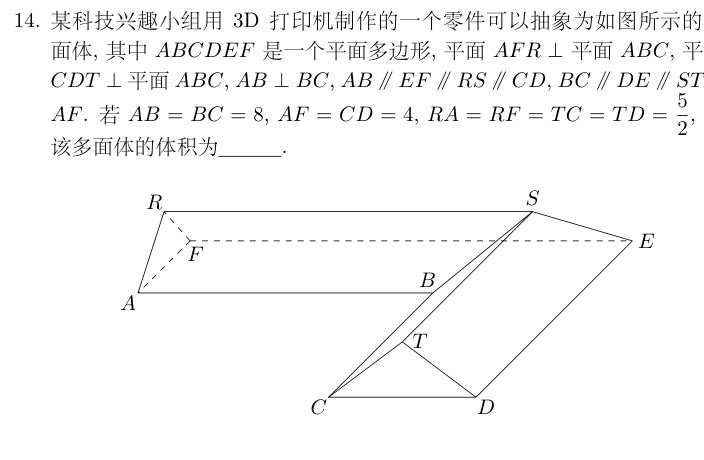 14. 某科技兴趣小组用 3D 打印机制作的一个零件可以抽象为如图所示的
面体, 其中 ABCDEF 是一个平面多边形, 平面 AFR ⊥ 平面 ABC, 平
CDT ⊥ 平面 ABC, AB ⊥ BC, AB ∥ EF ∥ RS ∥ CD, BC ∥ DE ∥ ST
AF. 若 AB = BC = 8, AF = CD = 4, RA = RF = TC = TD = 5/2,
该多面体的体积为______.
R
S
F
E
B
A
T
C
D